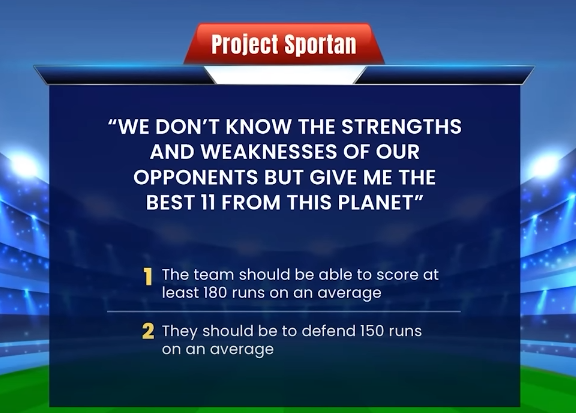 Project Sportan
“WE DON’T KNOW THE STRENGTHS
AND WEAKNESSES OF OUR
OPPONENTS BUT GIVE ME THE
BEST 11 FROM THIS PLANET”
1 The team should be able to score at
least 180 runs on an average
2 They should be to defend 150 runs
on an average